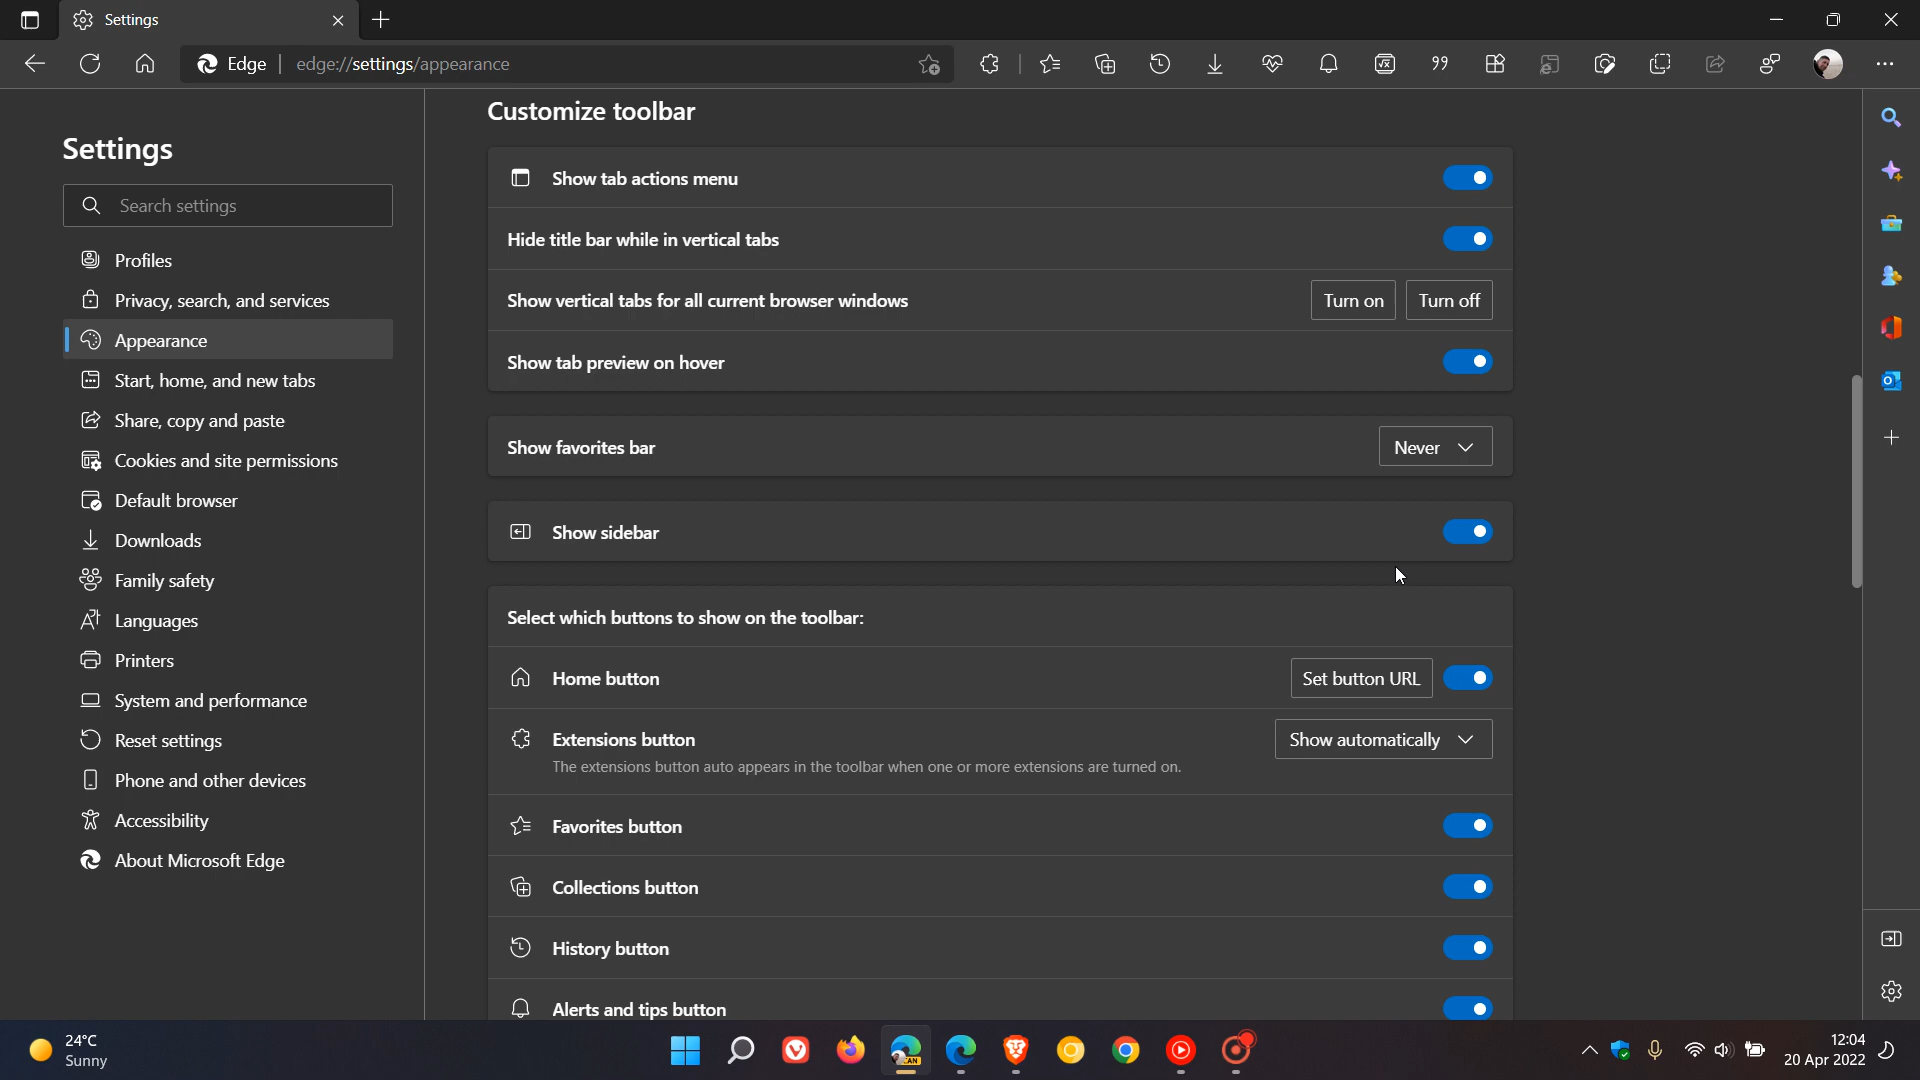 Settings
Edge
edge://settings/appearance
Settings
Search settings
Profiles
Privacy, search, and services
Appearance
Start, home, and new tabs
Share, copy and paste
Cookies and site permissions
Default browser
Downloads
Family safety
Languages
Printers
System and performance
Reset settings
Phone and other devices
Accessibility
About Microsoft Edge
Customize toolbar
Show tab actions menu
Hide title bar while in vertical tabs
Show vertical tabs for all current browser windows
Turn on
Turn off
Show tab preview on hover
Show favorites bar
Never
Show sidebar
Select which buttons to show on the toolbar:
Home button
Set button URL
Extensions button
Show automatically
The extensions button auto appears in the toolbar when one or more extensions are turned on.
Favorites button
Collections button
History button
Alerts and tips button
24°C
Sunny
CAN
12:04
20 Apr 2022